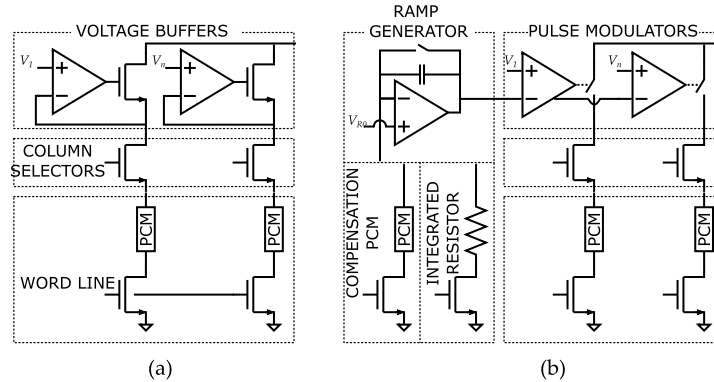 VOLTAGE BUFFERS
V1
Vn
COLUMN
SELECTORS
PCM
PCM
WORD LINE
(a)
RAMP
GENERATOR
VR0
COMPENSATION
PCM
PCM
INTEGRATED
RESISTOR
PULSE MODULATORS
V1
Vn
PCM
PCM
(b)